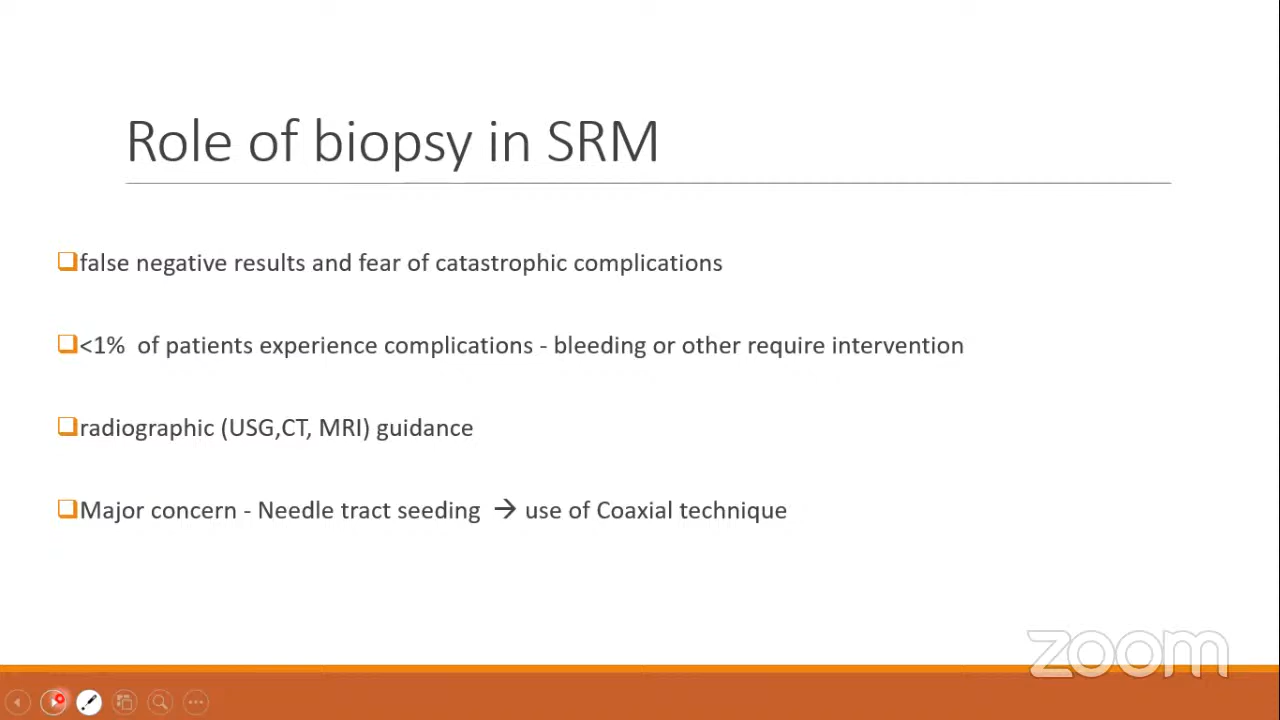 Role of biopsy in SRM
false negative results and fear of catastrophic complications
<1% of patients experience complications - bleeding or other require intervention
radiographic (USG,CT, MRI) guidance
Major concern - Needle tract seeding → use of Coaxial technique
zoom